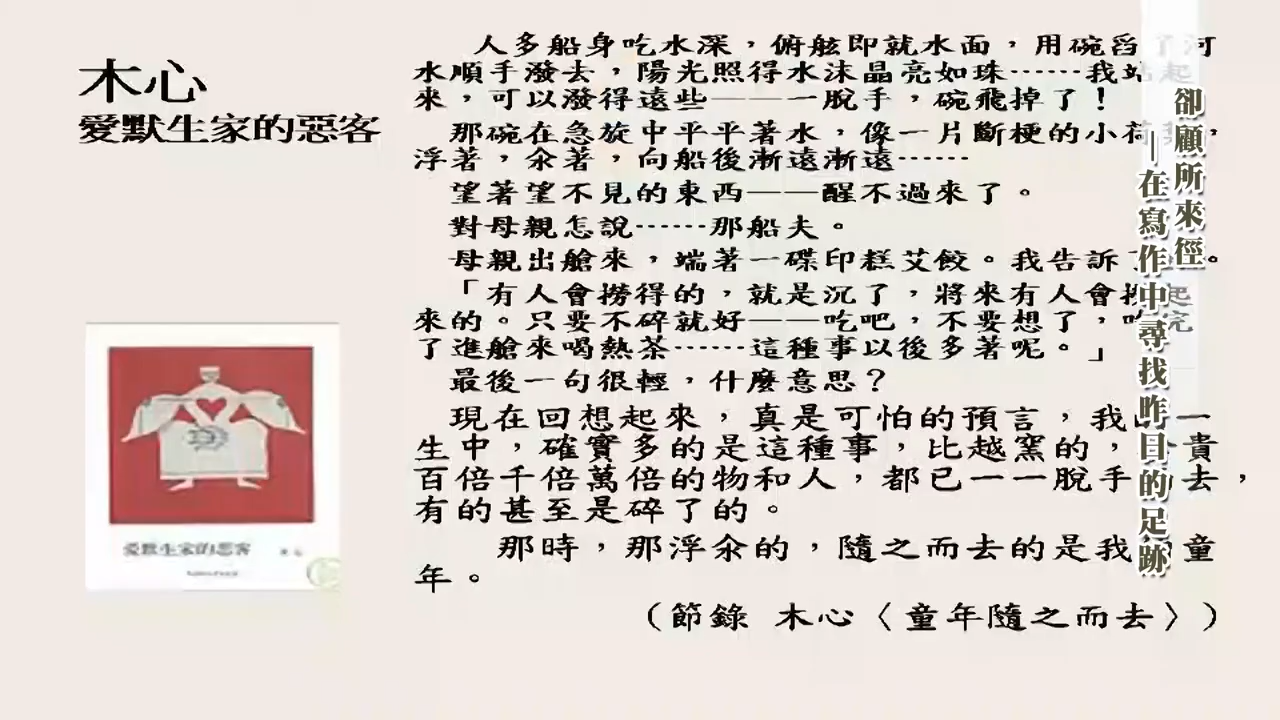 木心
愛默生家的惡客
人多船身吃水深，俯舷即就水面，用碗舀了河
水順手潑去，陽光照得水沫晶亮如珠……我站起
來，可以潑得遠些——一脫手，碗飛掉了！
那碗在急旋中平平著水，像一片斷梗的小荷葉，
浮著，汆著，向船後漸遠漸遠……
望著望不見的東西——醒不過來了。
對母親怎說……那船夫。
母親出艙來，端著一碟印糕艾餃。我告訴了。
「有人會撈得的，就是沉了，將來有人會撈起
來的。只要不碎就好——吃吧，不要想了，吃完
了進艙來喝熱茶……這種事以後多著呢。」
最後一句很輕，什麼意思？
現在回想起來，真是可怕的預言，我的一
生中，確實多的是這種事，比越窯的，貴
百倍千倍萬倍的物和人，都已一一脫手去，
有的甚至是碎了的。
那時，那浮汆的，隨之而去的是我的童
年。
（節錄 木心〈童年隨之而去〉）
愛默生家的惡客 木心
卻顧所來徑
—在寫作中尋找昨日的足跡